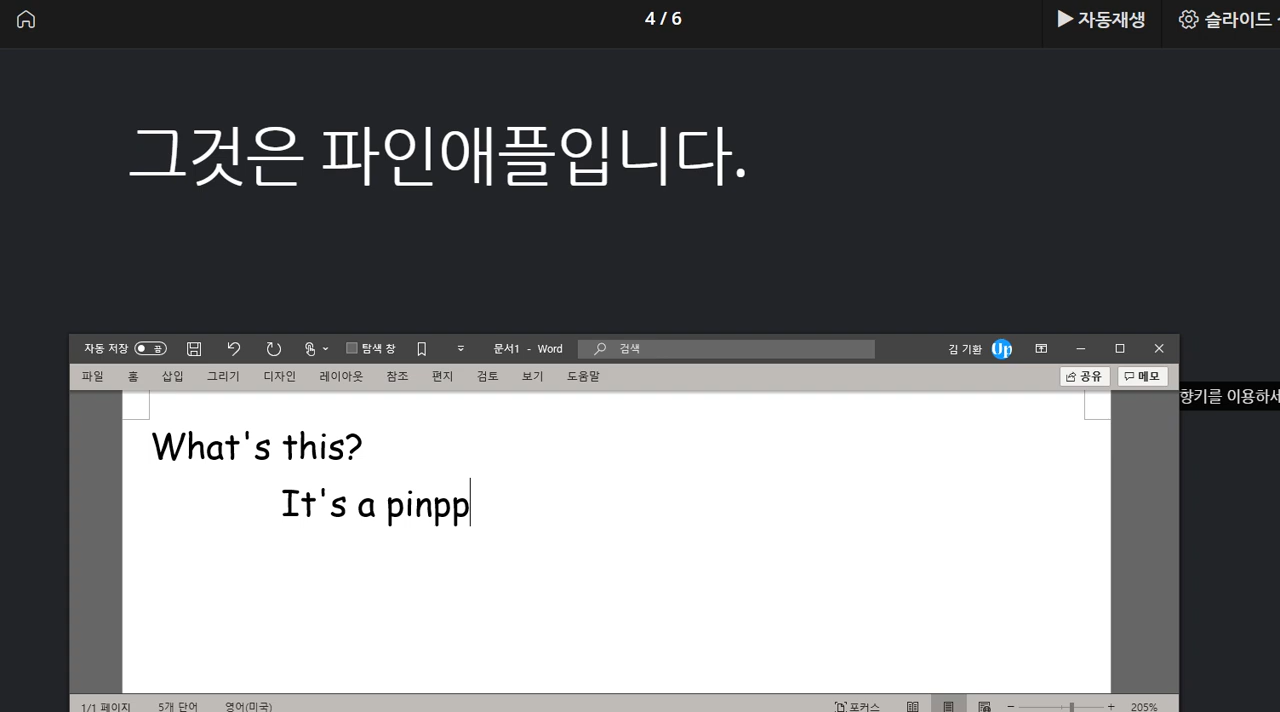 4 / 6
▶ 자동재생
슬라이드
그것은 파인애플입니다.
자동 저장 끔
탐색 창
문서1 - Word
검색
김 기환
Up
파일 홈 삽입 그리기 디자인 레이아웃 참조 편지 검토 보기 도움말
공유 메모
향키를 이용하세
What's this?
It's a pinpp
1/1 페이지 5개 단어 영어(미국)
포커스
205%